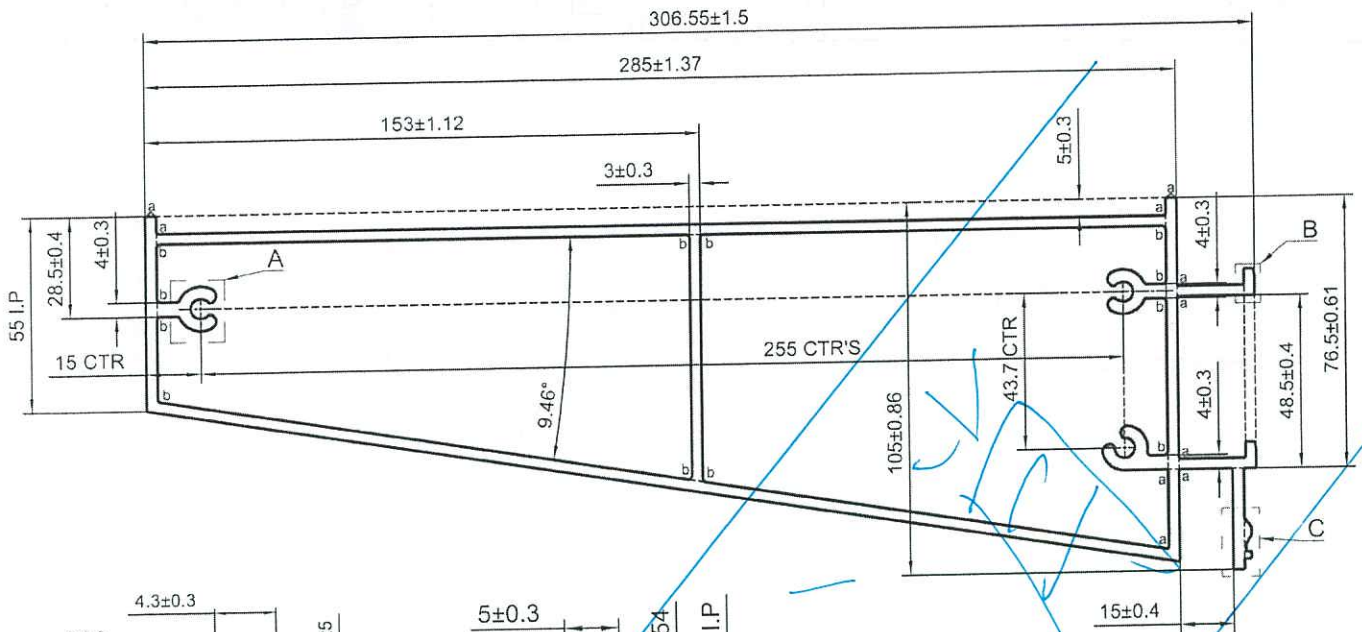 306.55±1.5
285±1.37
153±1.12
3±0.3
5±0.3
a
a
a
a
b
b
b
b
55 I.P
28.5±0.4
4±0.3
A
b
b
b
4±0.3
B
b
b
a
a
15 CTR
255 CTR'S
43.7 CTR
9.46°
105±0.86
4±0.3
48.5±0.4
76.5±0.61
b
b
b
a
a
b
a
a
C
4.3±0.3
5±0.3
I.P
15±0.4